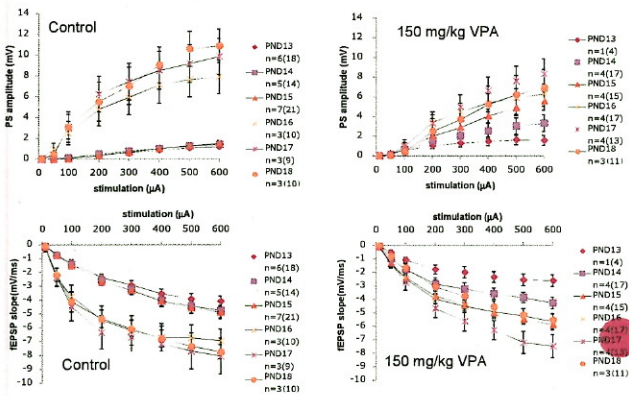 Control
PS amplitude (mV)
14
12
10
8
6
4
2
0
0 100 200 300 400 500 600
stimulation (µA)
PND13
n=6(18)
PND14
n=5(14)
PND15
n=7(21)
PND16
n=3(10)
PND17
n=3(9)
PND18
n=3(10)
150 mg/kg VPA
PS amplitude (mV)
14
12
10
8
6
4
2
0
0 100 200 300 400 500 600
stimulation (µA)
PND13
n=1(4)
PND14
n=4(17)
PND15
n=4(15)
PND16
n=4(17)
PND17
n=4(13)
PND18
n=3(11)
stimulation (µA)
0 100 200 300 400 500 600
fEPSP slope(mV/ms)
0
-1
-2
-3
-4
-5
-6
-7
-8
-9
-10
Control
PND13
n=6(18)
PND14
n=5(14)
PND15
n=7(21)
PND16
n=3(10)
PND17
n=3(9)
PND18
n=3(10)
stimulation (µA)
0 100 200 300 400 500 600
fEPSP slope(mV/ms)
0
-1
-2
-3
-4
-5
-6
-7
-8
-9
-10
150 mg/kg VPA
PND13
n=1(4)
PND14
n=4(17)
PND15
n=4(15)
PND16
n=4(17)
PND17
n=4(13)
PND18
n=3(11)